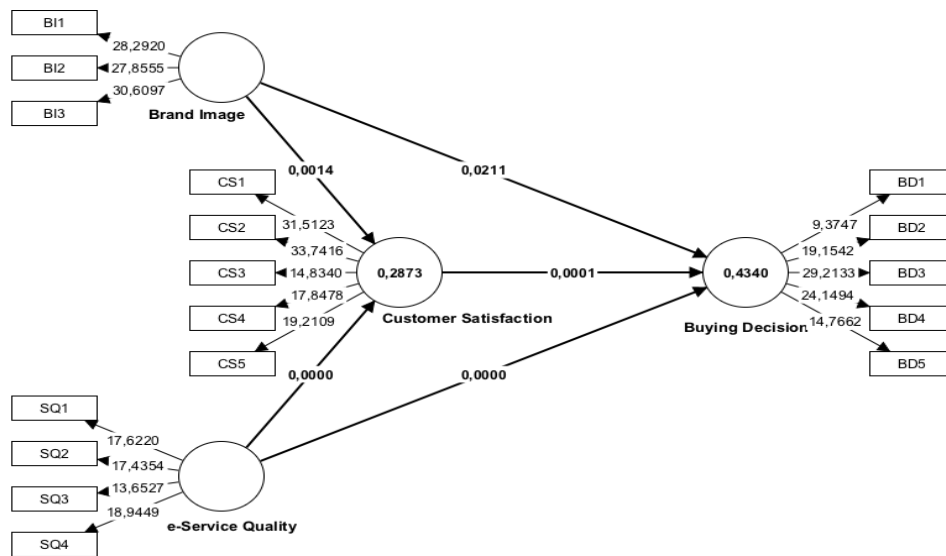 BI1
28,2920
BI2
27,8555
30,6097
BI3
Brand Image
0,0014
0,0211
CS1
31,5123
CS2
33,7416
CS3
14,8340
CS4
17,8478
19,2109
CS5
0,2873
Customer Satisfaction
0,0001
0,4340
Buying Decision
BD1
9,3747
BD2
19,1542
BD3
29,2133
24,1494
BD4
14,7662
BD5
0,0000
0,0000
SQ1
17,6220
SQ2
17,4354
SQ3
13,6527
18,9449
SQ4
e-Service Quality